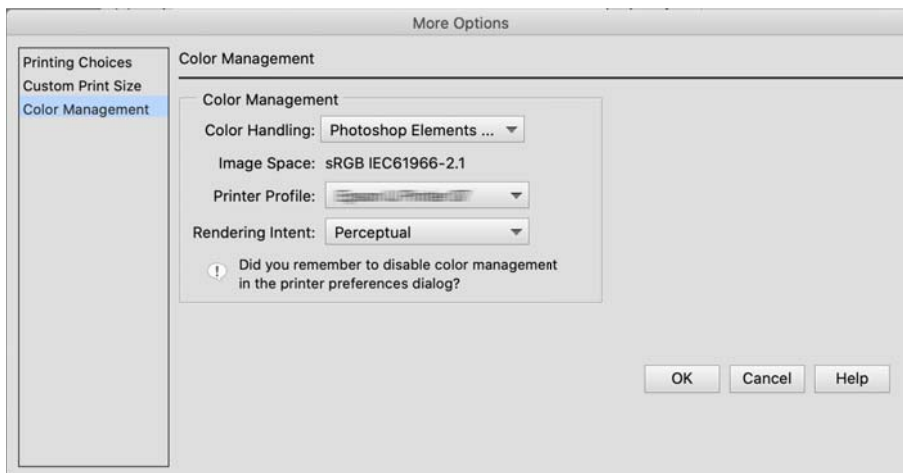 More Options
Printing Choices
Custom Print Size
Color Management
Color Management
Color Management
Color Handling: Photoshop Elements ...
Image Space: sRGB IEC61966-2.1
Printer Profile:
Rendering Intent: Perceptual
Did you remember to disable color management
in the printer preferences dialog?
OK
Cancel
Help